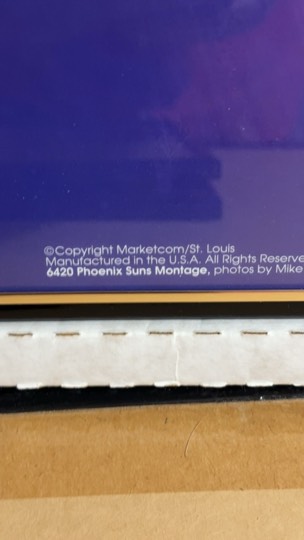 ©Copyright Marketcom/St. Louis
Manufactured in the U.S.A. All Rights Reserve
6420 Phoenix Suns Montage, photos by Mike